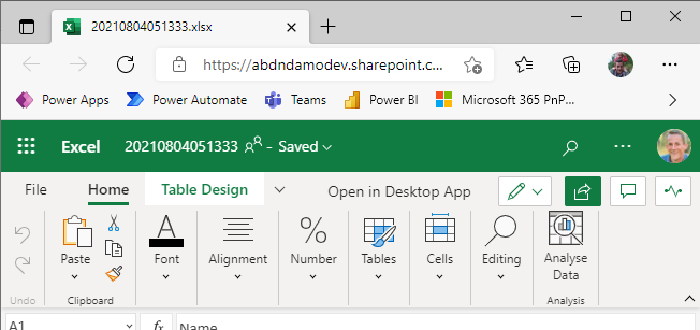 20210804051333.xlsx
https://abdndamodev.sharepoint.c...
Power Apps Power Automate Teams Power BI Microsoft 365 PnP...
Excel 20210804051333 - Saved
File Home Table Design Open in Desktop App
Paste Font Alignment Number Tables Cells Editing Analyse
Data
Undo Clipboard Analysis
A1 fx Name